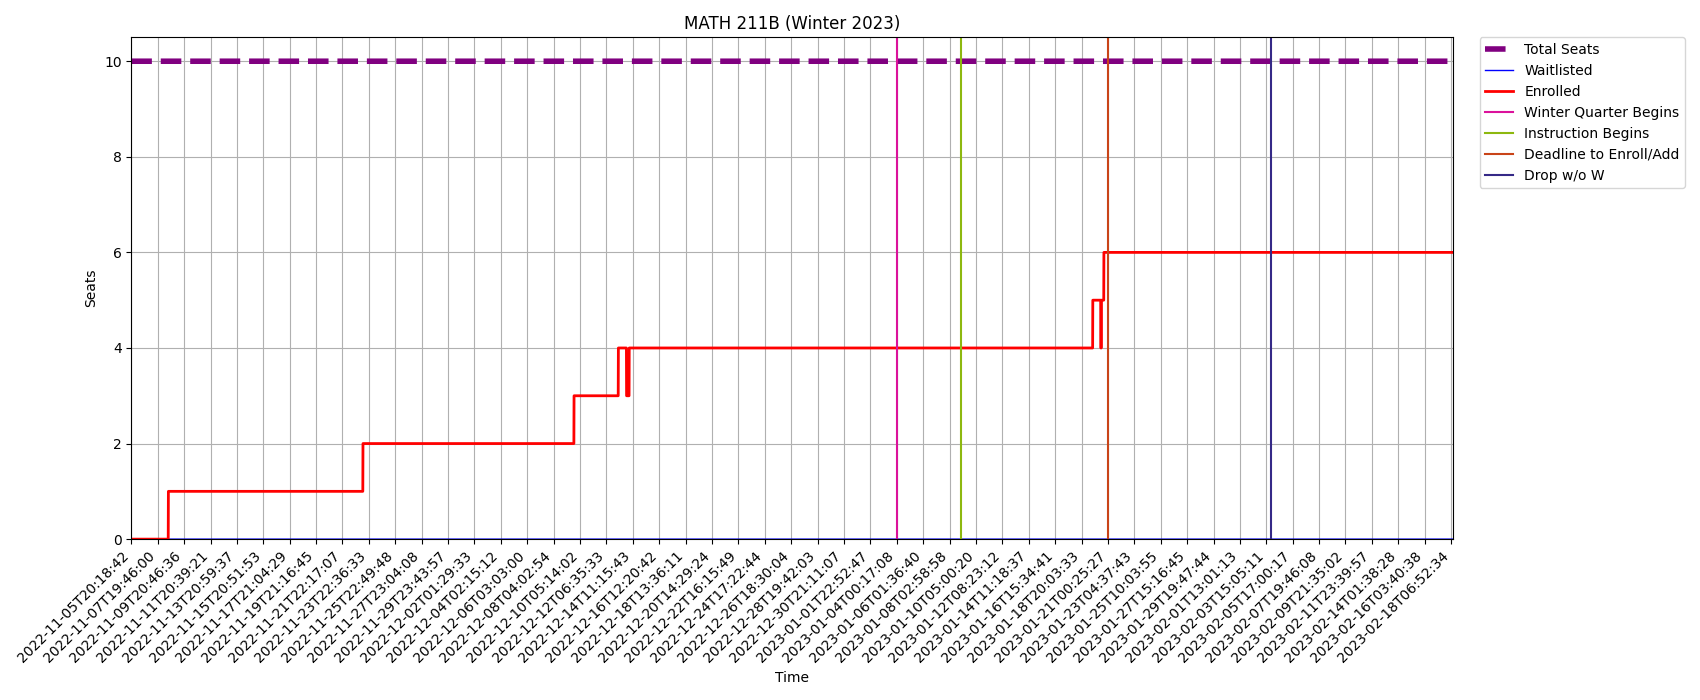 MATH 211B (Winter 2023)
Total Seats
Waitlisted
Enrolled
Winter Quarter Begins
Instruction Begins
Deadline to Enroll/Add
Drop w/o W
Seats
10
8
6
4
2
0
2022-11-05T20:18:42
2022-11-07T19:46:00
2022-11-09T20:46:36
2022-11-11T20:39:21
2022-11-13T20:59:37
2022-11-15T20:51:53
2022-11-17T21:04:29
2022-11-19T21:16:45
2022-11-21T22:17:07
2022-11-23T22:36:33
2022-11-25T22:49:48
2022-11-27T23:04:08
2022-11-29T23:43:57
2022-12-02T01:29:33
2022-12-04T02:15:12
2022-12-06T03:03:00
2022-12-08T04:02:54
2022-12-10T05:14:02
2022-12-12T06:35:33
2022-12-14T11:15:43
2022-12-16T12:20:42
2022-12-18T13:36:11
2022-12-20T14:29:24
2022-12-22T16:15:49
2022-12-24T17:22:44
2022-12-26T18:30:04
2022-12-28T19:42:03
2022-12-30T21:11:07
2023-01-01T22:52:47
2023-01-04T00:17:08
2023-01-06T01:36:40
2023-01-08T02:58:58
2023-01-10T05:00:20
2023-01-12T08:23:12
2023-01-14T11:18:37
2023-01-16T15:34:41
2023-01-18T20:03:33
2023-01-21T00:25:27
2023-01-23T04:37:43
2023-01-25T10:03:55
2023-01-27T15:16:45
2023-01-29T19:47:44
2023-02-01T13:01:13
2023-02-03T15:05:11
2023-02-05T17:00:17
2023-02-07T19:46:08
2023-02-09T21:35:02
2023-02-11T23:39:57
2023-02-14T01:38:28
2023-02-16T03:40:38
2023-02-18T06:52:34
Time